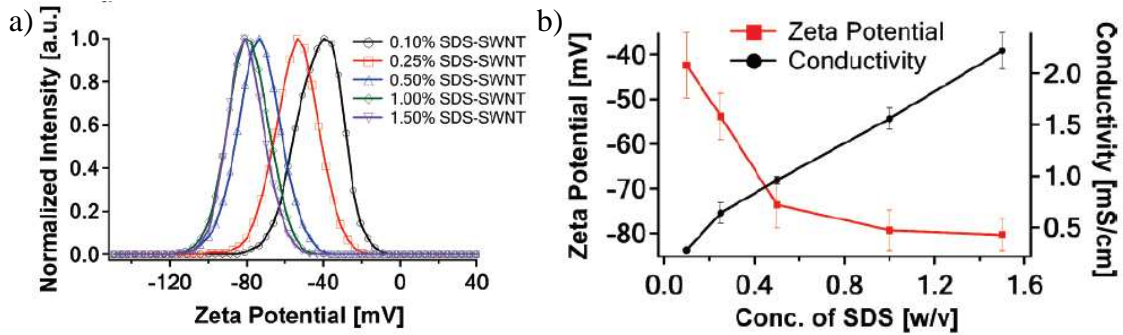 a)
Normalized Intensity [a.u.]
1.0
0.8
0.6
0.4
0.2
0.0
0.10% SDS-SWNT
0.25% SDS-SWNT
0.50% SDS-SWNT
1.00% SDS-SWNT
1.50% SDS-SWNT
-120
-80
-40
0
40
Zeta Potential [mV]
b)
Zeta Potential [mV]
-40
-50
-60
-70
-80
Zeta Potential
Conductivity
2.0
1.5
1.0
0.5
Conductivity [mS/cm]
0.0
0.4
0.8
1.2
1.6
Conc. of SDS [w/v]